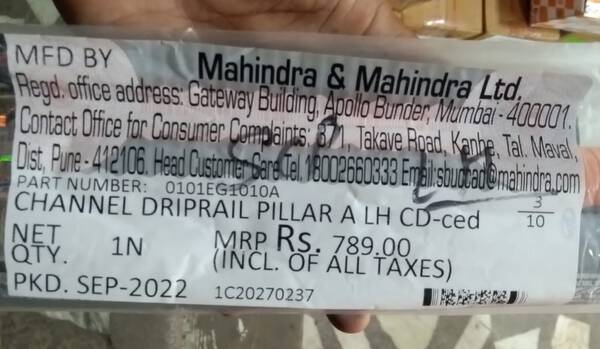 MFD BY Mahindra & Mahindra Ltd.
Regd. office address: Gateway Building, Apollo Bunder, Mumbai - 400001.
Contact Office for Consumer Complaints: 371, Takave Road, Kanhe, Tal. Maval,
Dist, Pune - 412106. Head Customer Care Tel. 18002660333 Email:sbuocad@mahindra.com
PART NUMBER: 0101EG1010A
CHANNEL DRIPRAIL PILLAR A LH CD-ced 3/10
NET QTY. 1N MRP Rs. 789.00
(INCL. OF ALL TAXES)
PKD. SEP-2022 1C20270237